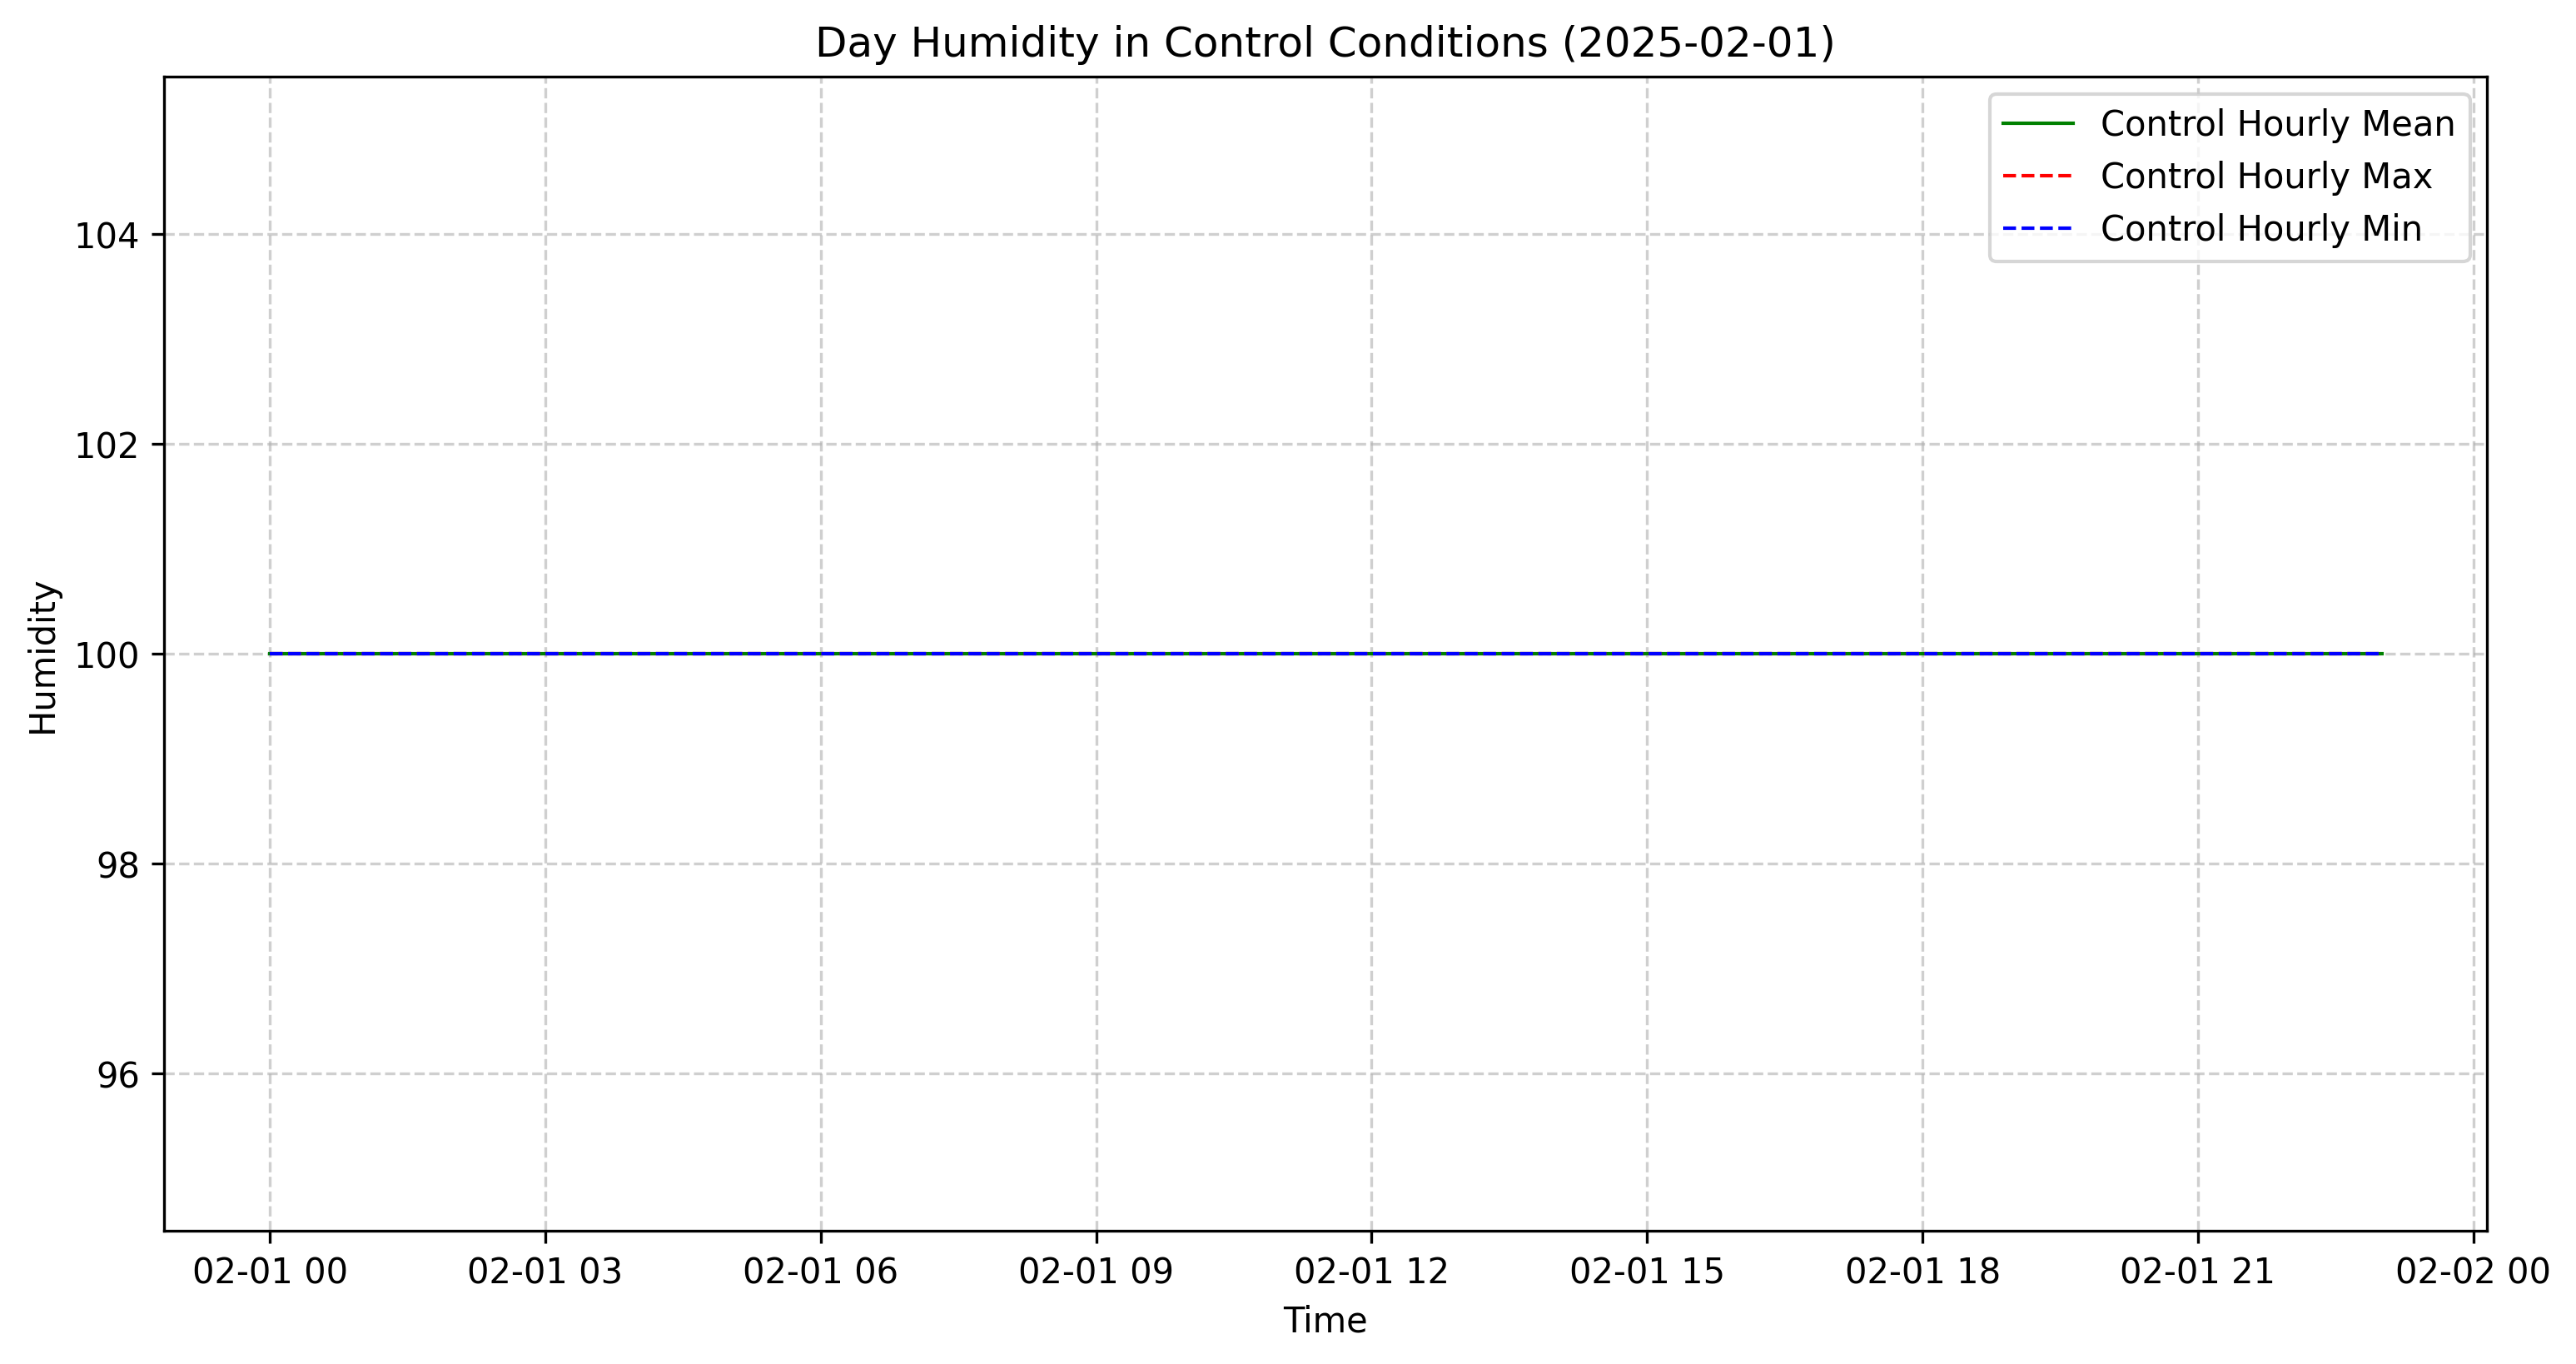 Day Humidity in Control Conditions (2025-02-01)
Control Hourly Mean
Control Hourly Max
Control Hourly Min
104
102
100
98
96
Humidity
02-01 00 02-01 03 02-01 06 02-01 09 02-01 12 02-01 15 02-01 18 02-01 21 02-02 00
Time